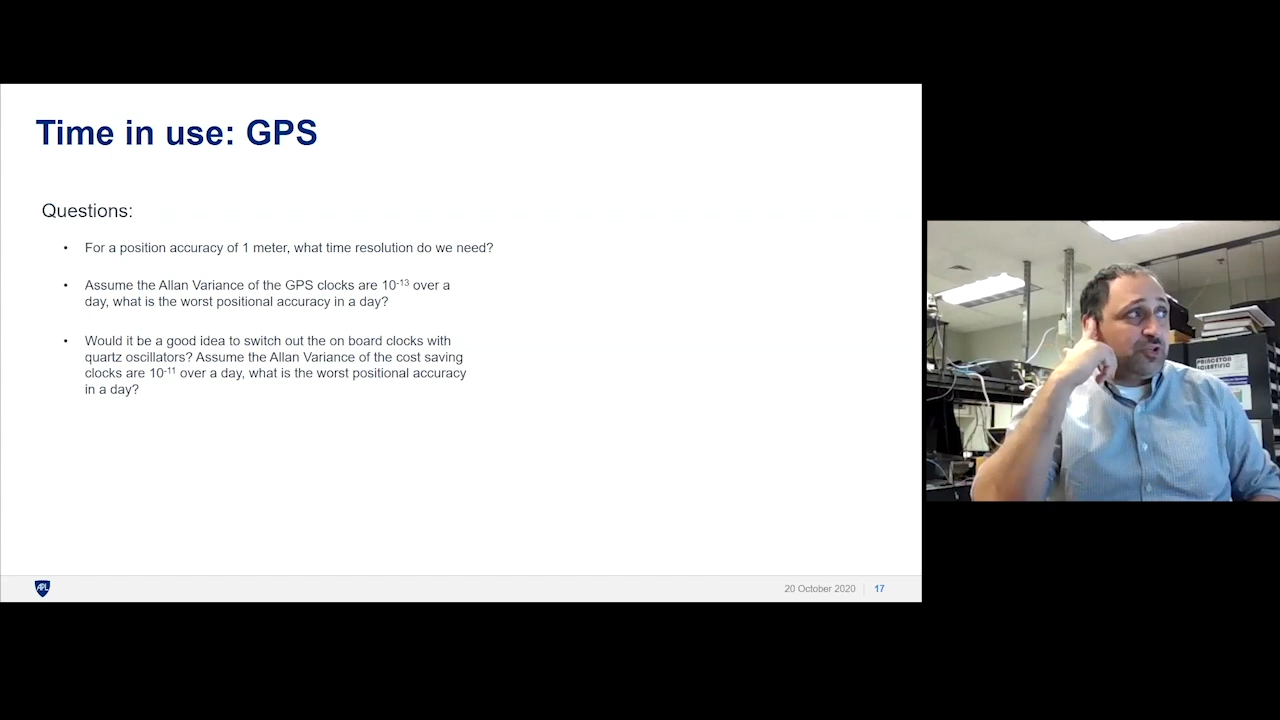 Time in use: GPS
Questions:
• For a position accuracy of 1 meter, what time resolution do we need?
• Assume the Allan Variance of the GPS clocks are 10⁻¹³ over a
day, what is the worst positional accuracy in a day?
• Would it be a good idea to switch out the on board clocks with
quartz oscillators? Assume the Allan Variance of the cost saving
clocks are 10⁻¹¹ over a day, what is the worst positional accuracy
in a day?
APL
20 October 2020 | 17
PRINCETON
SCIENTIFIC